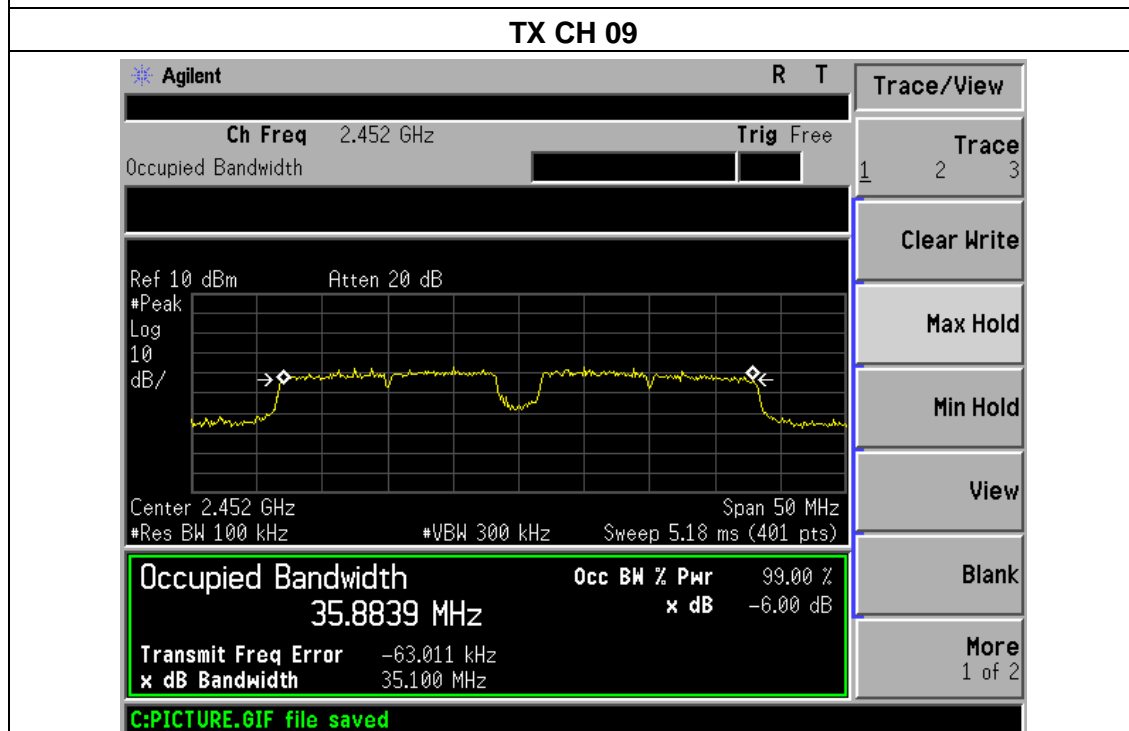 TX CH 09
Agilent R T
Trace/View
Ch Freq 2.452 GHz Trig Free
Occupied Bandwidth
Trace
1 2 3
Clear Write
Ref 10 dBm Atten 20 dB
#Peak
Log
10
dB/
Max Hold
Min Hold
View
Center 2.452 GHz Span 50 MHz
#Res BW 100 kHz #VBW 300 kHz Sweep 5.18 ms (401 pts)
Occupied Bandwidth Occ BW % Pwr 99.00 %
35.8839 MHz x dB -6.00 dB
Blank
Transmit Freq Error -63.011 kHz
x dB Bandwidth 35.100 MHz
More
1 of 2
C:PICTURE.GIF file saved